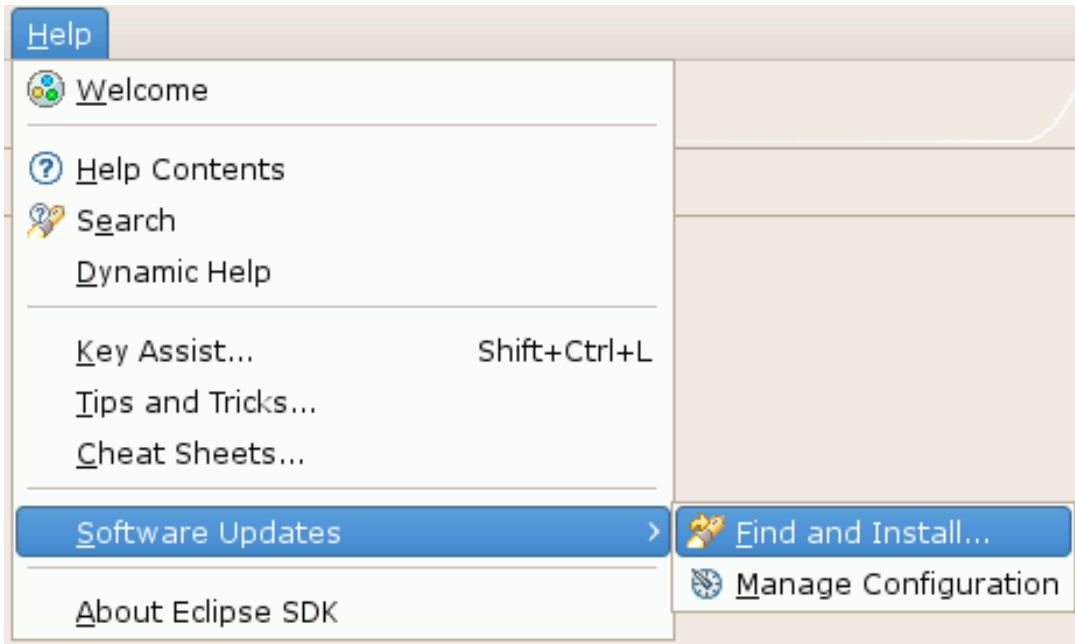 Help
Welcome
Help Contents
Search
Dynamic Help
Key Assist... Shift+Ctrl+L
Tips and Tricks...
Cheat Sheets...
Software Updates
Find and Install...
Manage Configuration
About Eclipse SDK